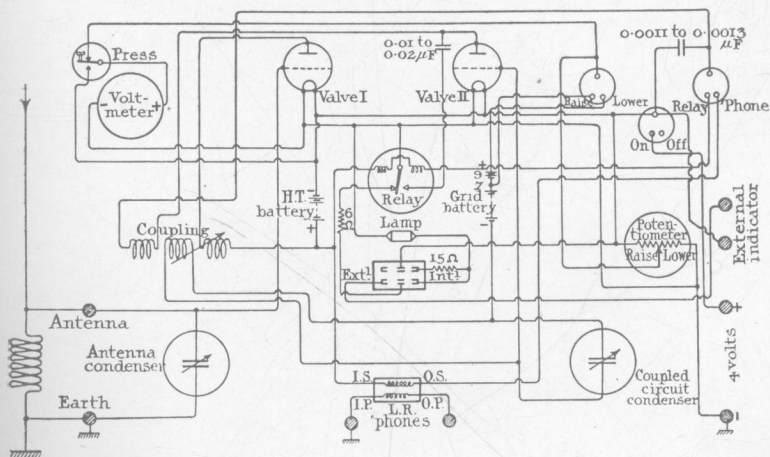 Press
Volt-
meter
-
+
Valve I
0.01 to
0.02µF
Valve II
Raise
Lower
0.0011 to 0.0013
µF
Relay
Phone
On
Off
H.T.
battery
-
+
Relay
6Ω
Lamp
+
9
Grid
battery
-
Coupling
Poten-
tiometer
Raise Lower
External
indicator
15Ω
Ext!
Int!
Antenna
Antenna
condenser
Earth
I.S.
O.S.
I.P.
O.P.
L.R.
phones
Coupled
circuit
condenser
+
4 volts
-